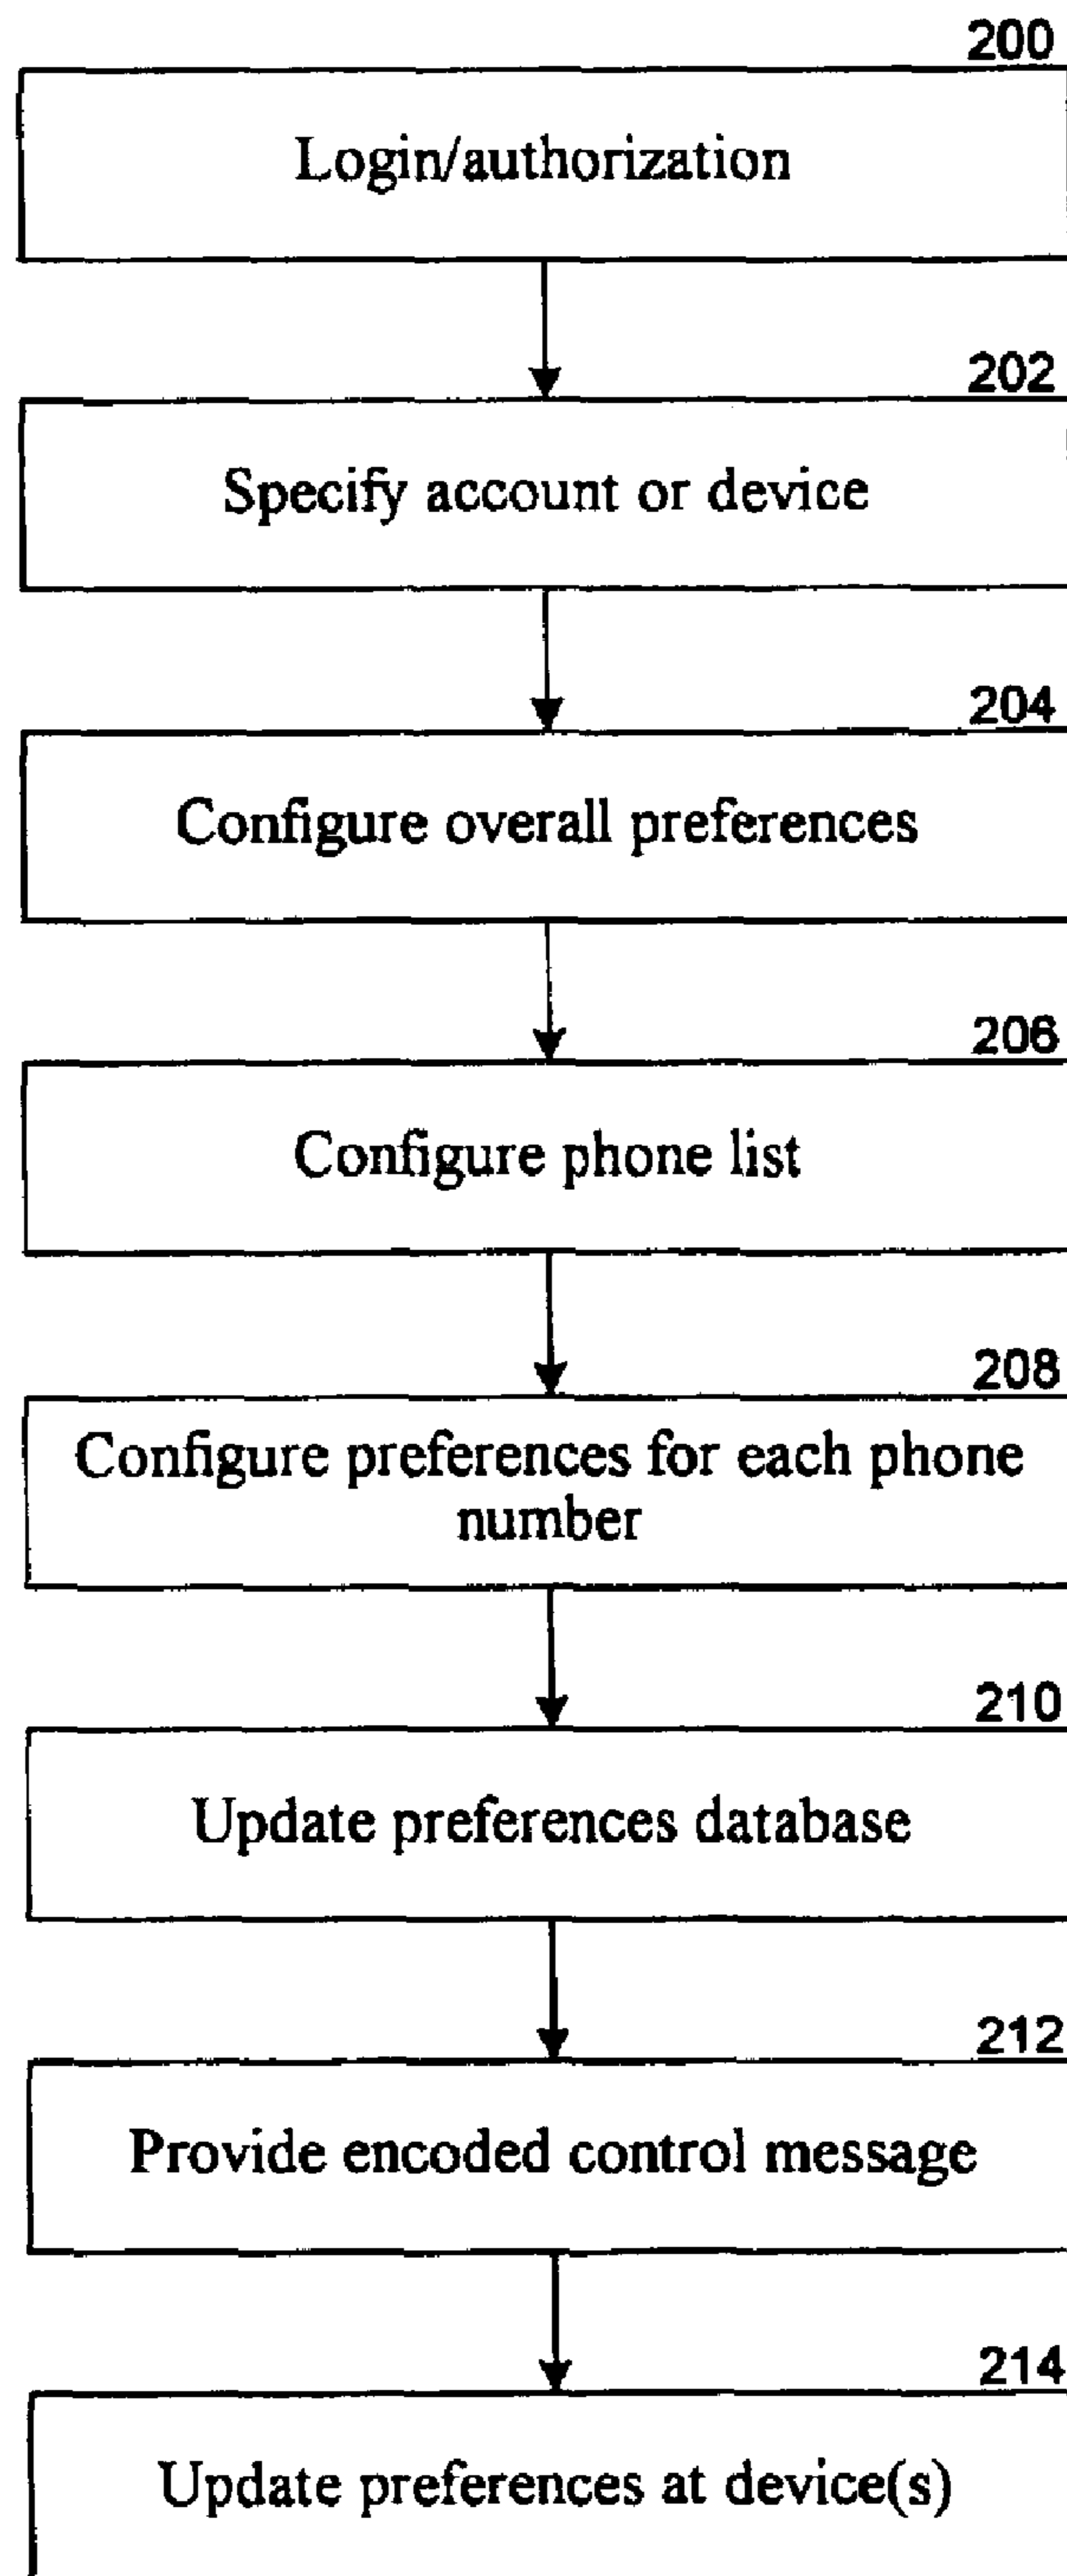 200
Login/authorization
202
Specify account or device
204
Configure overall preferences
206
Configure phone list
208
Configure preferences for each phone
number
210
Update preferences database
212
Provide encoded control message
214
Update preferences at device(s)